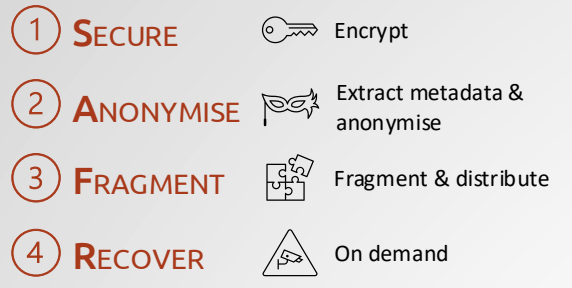 1 SECURE Encrypt
2 ANONYMISE Extract metadata &
anonymise
3 FRAGMENT Fragment & distribute
4 RECOVER On demand